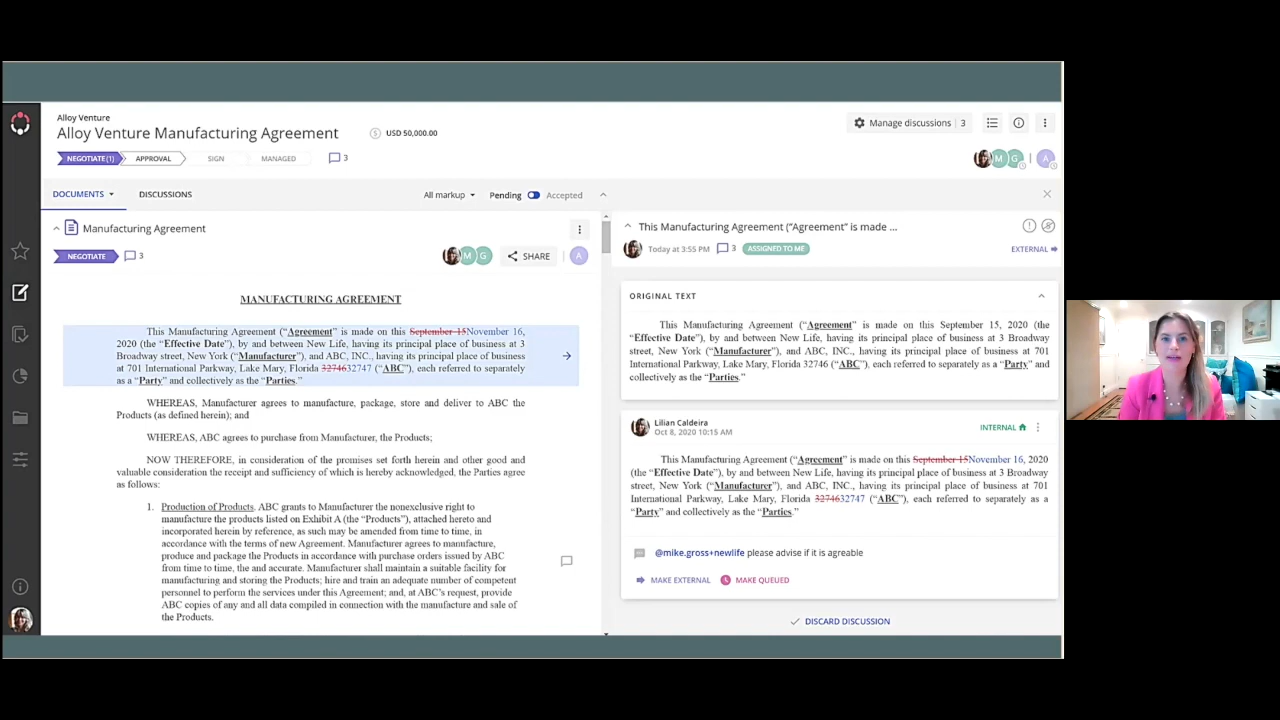 Alloy Venture
Alloy Venture Manufacturing Agreement
USD 50,000.00
Manage discussions | 3
NEGOTIATE (1)
APPROVAL
SIGN
MANAGED
3
M
G
A
DOCUMENTS
DISCUSSIONS
All markup
Pending
Accepted
Manufacturing Agreement
NEGOTIATE
3
M
G
SHARE
A
MANUFACTURING AGREEMENT
This Manufacturing Agreement (“Agreement” is made on this September 15November 16,
2020 (the “Effective Date”), by and between New Life, having its principal place of business at 3
Broadway street, New York (“Manufacturer”), and ABC, INC., having its principal place of business
at 701 International Parkway, Lake Mary, Florida 3274632747 (“ABC”), each referred to separately
as a “Party” and collectively as the “Parties.”
WHEREAS, Manufacturer agrees to manufacture, package, store and deliver to ABC the
Products (as defined herein); and
WHEREAS, ABC agrees to purchase from Manufacturer, the Products;
NOW THEREFORE, in consideration of the promises set forth herein and other good and
valuable consideration the receipt and sufficiency of which is hereby acknowledged, the Parties agree
as follows:
1. Production of Products. ABC grants to Manufacturer the nonexclusive right to
manufacture the products listed on Exhibit A (the “Products”), attached hereto and
incorporated herein by reference, as such may be amended from time to time, in
accordance with the terms of new Agreement. Manufacturer agrees to manufacture,
produce and package the Products in accordance with purchase orders issued by ABC
from time to time, the and accurate. Manufacturer shall maintain a suitable facility for
manufacturing and storing the Products; hire and train an adequate number of competent
personnel to perform the services under this Agreement; and, at ABC’s request, provide
ABC copies of any and all data compiled in connection with the manufacture and sale of
the Products.
This Manufacturing Agreement (“Agreement” is made ...
Today at 3:55 PM
3
ASSIGNED TO ME
EXTERNAL
ORIGINAL TEXT
This Manufacturing Agreement (“Agreement” is made on this September 15, 2020 (the
“Effective Date”), by and between New Life, having its principal place of business at 3 Broadway
street, New York (“Manufacturer”), and ABC, INC., having its principal place of business at 701
International Parkway, Lake Mary, Florida 32746 (“ABC”), each referred to separately as a “Party” and
collectively as the “Parties.”
Lilian Caldeira
Oct 8, 2020 10:15 AM
INTERNAL
This Manufacturing Agreement (“Agreement” is made on this September 15November 16, 2020
(the “Effective Date”), by and between New Life, having its principal place of business at 3 Broadway
street, New York (“Manufacturer”), and ABC, INC., having its principal place of business at 701
International Parkway, Lake Mary, Florida 3274632747 (“ABC”), each referred to separately as a
“Party” and collectively as the “Parties.”
@mike.gross+newlife please advise if it is agreeable
MAKE EXTERNAL
MAKE QUEUED
DISCARD DISCUSSION